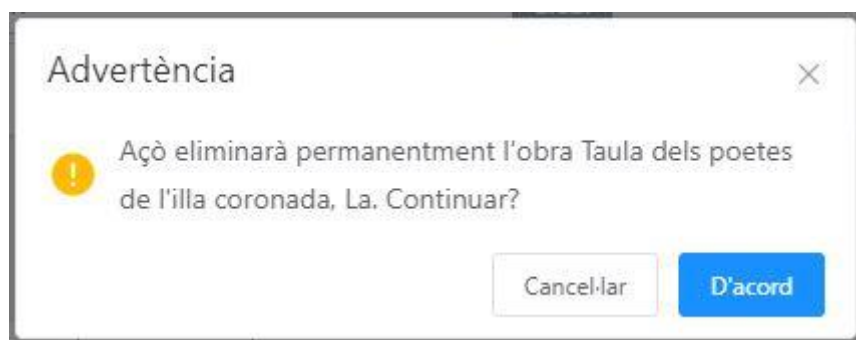 Advertència
Açò eliminarà permanentment l'obra Taula dels poetes
de l'illa coronada, La. Continuar?
Cancel·lar
D'acord